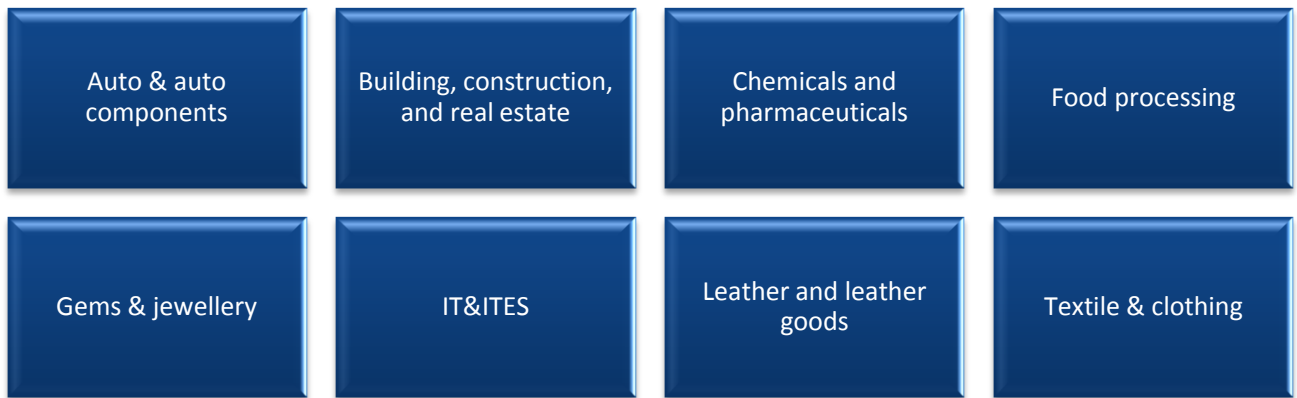 Auto & auto
components
Building, construction,
and real estate
Chemicals and
pharmaceuticals
Food processing
Gems & jewellery
IT&ITES
Leather and leather
goods
Textile & clothing